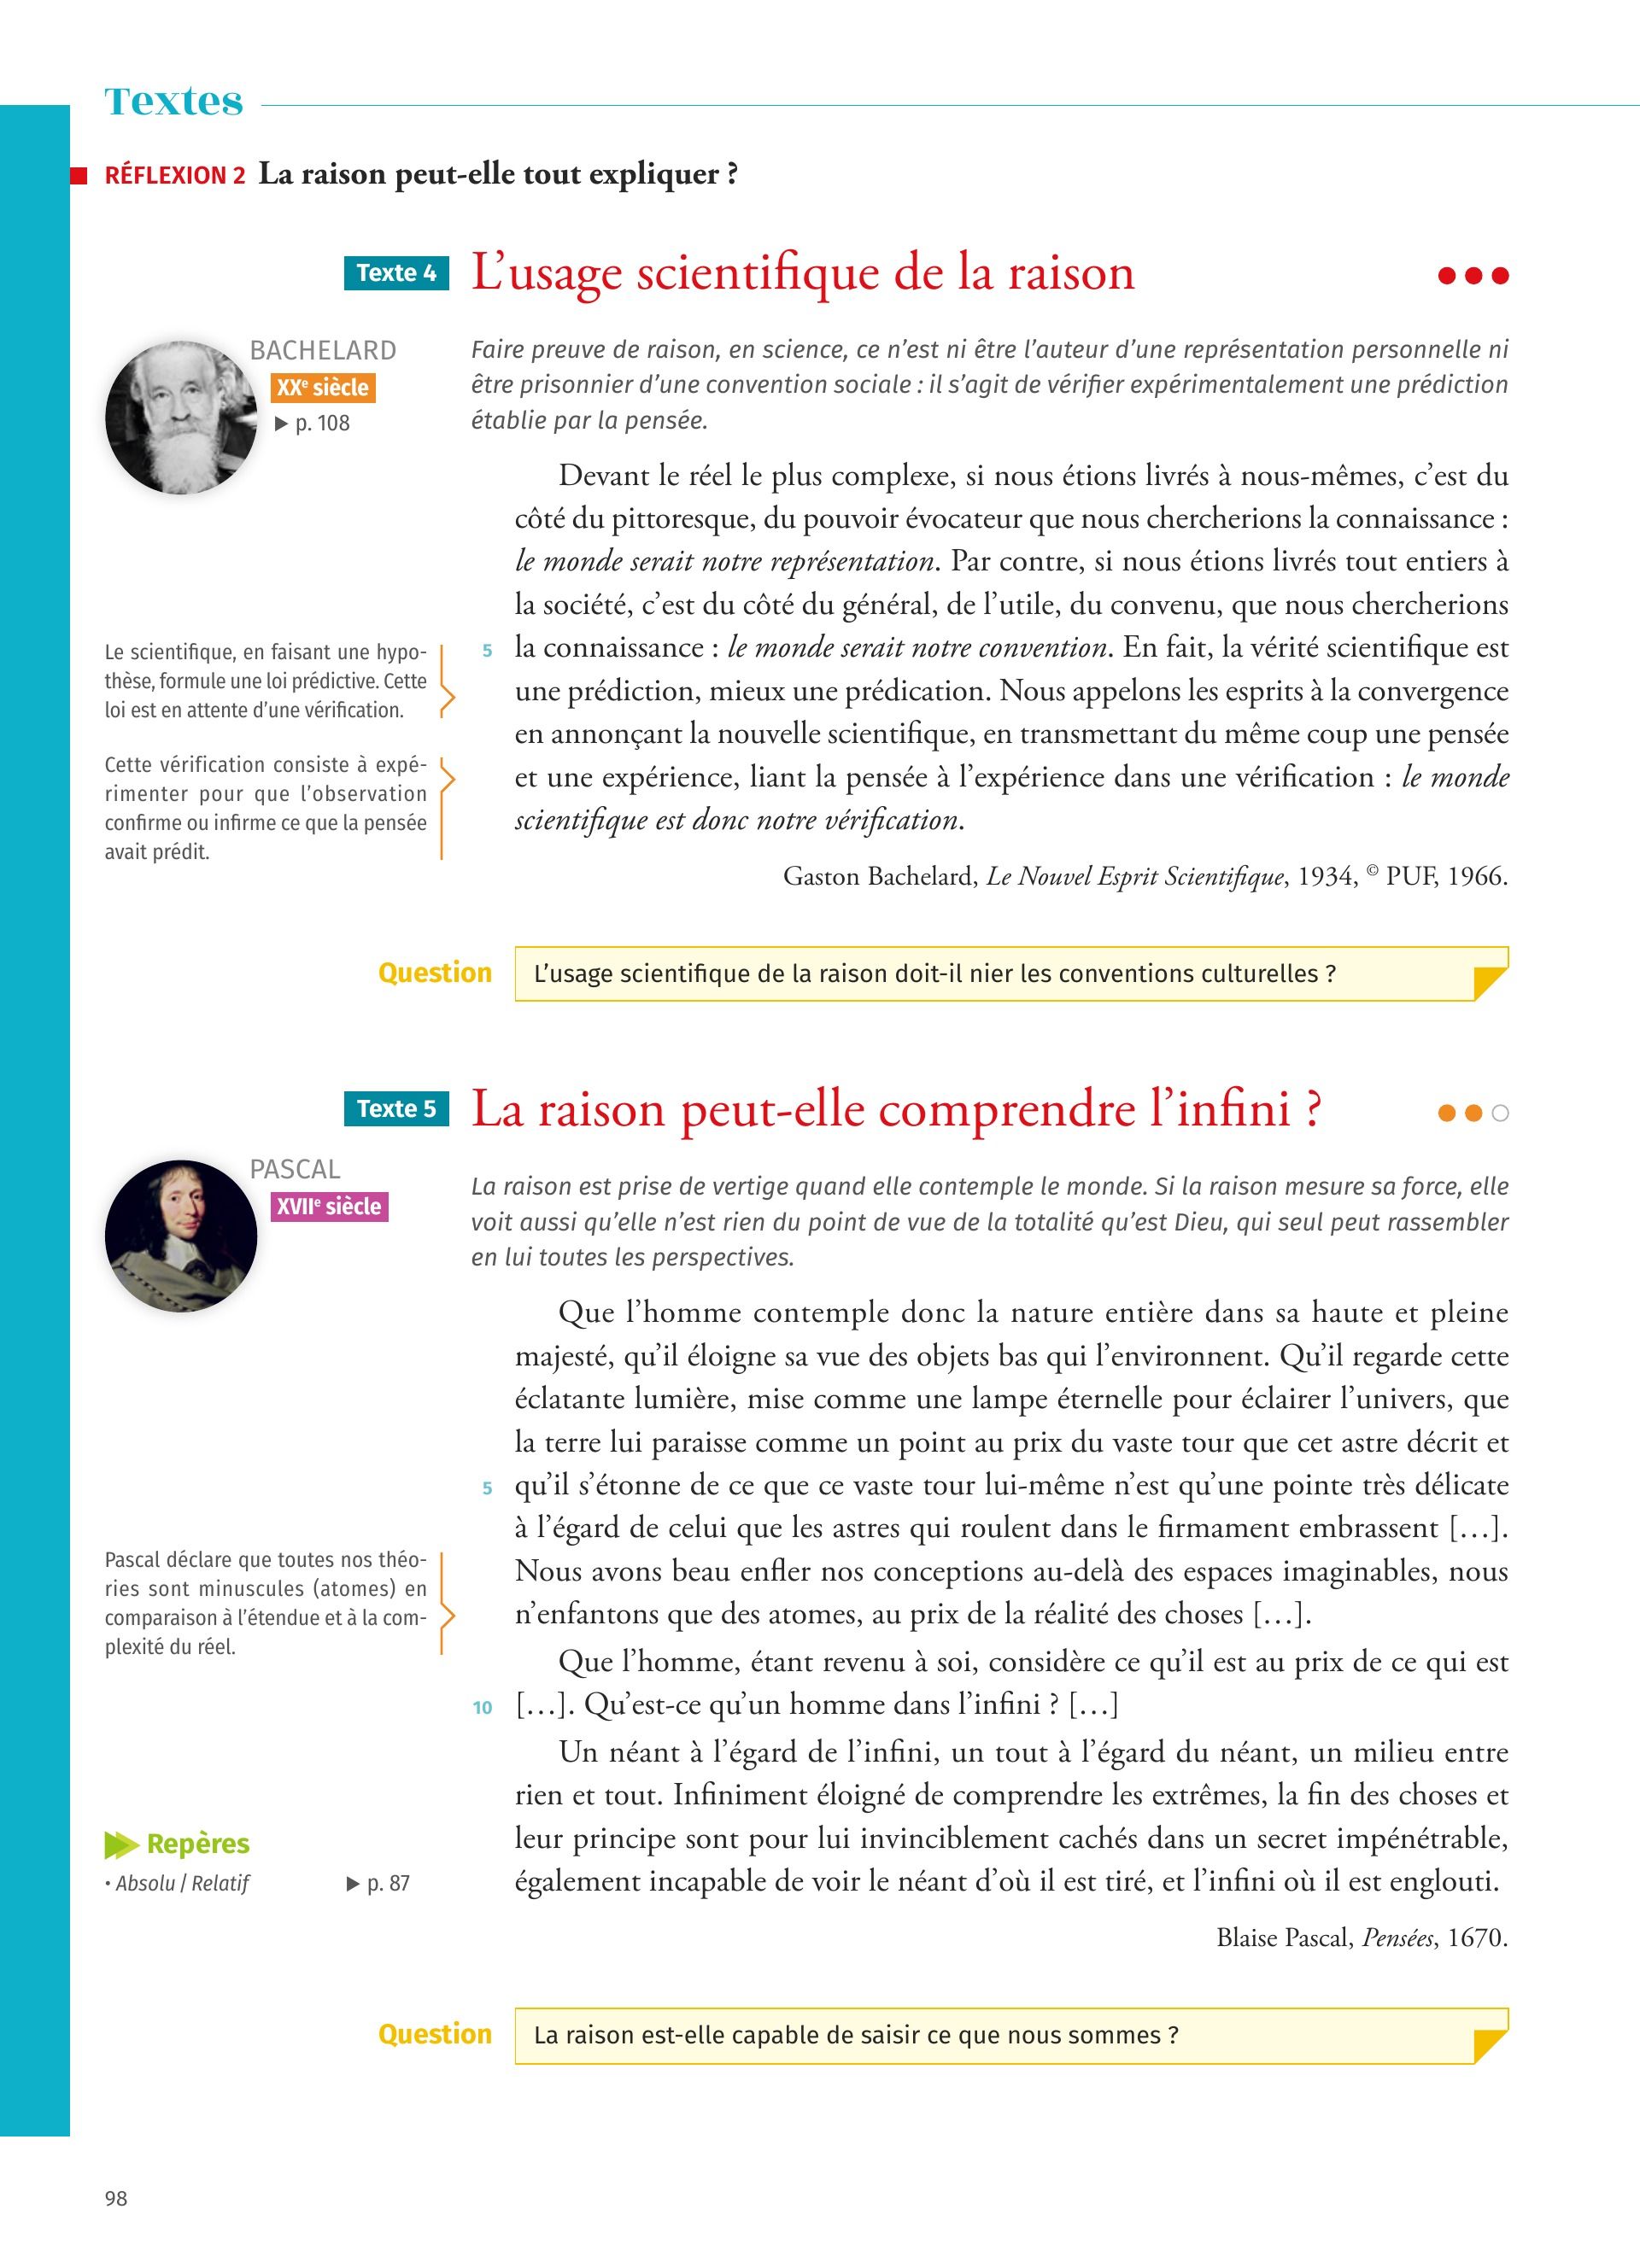 Textes
RÉFLEXION 2 La raison peut-elle tout expliquer ?
Texte 4 L’usage scientifique de la raison
BACHELARD
XXe siècle
▶ p. 108
Faire preuve de raison, en science, ce n’est ni être l’auteur d’une représentation personnelle ni
être prisonnier d’une convention sociale : il s’agit de vérifier expérimentalement une prédiction
établie par la pensée.
Devant le réel le plus complexe, si nous étions livrés à nous-mêmes, c’est du
côté du pittoresque, du pouvoir évocateur que nous chercherions la connaissance :
le monde serait notre représentation. Par contre, si nous étions livrés tout entiers à
la société, c’est du côté du général, de l’utile, du convenu, que nous chercherions
5 la connaissance : le monde serait notre convention. En fait, la vérité scientifique est
une prédiction, mieux une prédication. Nous appelons les esprits à la convergence
en annonçant la nouvelle scientifique, en transmettant du même coup une pensée
et une expérience, liant la pensée à l’expérience dans une vérification : le monde
scientifique est donc notre vérification.
Gaston Bachelard, Le Nouvel Esprit Scientifique, 1934, © PUF, 1966.
Le scientifique, en faisant une hypo-
thèse, formule une loi prédictive. Cette
loi est en attente d’une vérification.
Cette vérification consiste à expé-
rimenter pour que l’observation
confirme ou infirme ce que la pensée
avait prédit.
Question L’usage scientifique de la raison doit-il nier les conventions culturelles ?
Texte 5 La raison peut-elle comprendre l’infini ?
PASCAL
XVIIe siècle
La raison est prise de vertige quand elle contemple le monde. Si la raison mesure sa force, elle
voit aussi qu’elle n’est rien du point de vue de la totalité qu’est Dieu, qui seul peut rassembler
en lui toutes les perspectives.
Que l’homme contemple donc la nature entière dans sa haute et pleine
majesté, qu’il éloigne sa vue des objets bas qui l’environnent. Qu’il regarde cette
éclatante lumière, mise comme une lampe éternelle pour éclairer l’univers, que
la terre lui paraisse comme un point au prix du vaste tour que cet astre décrit et
5 qu’il s’étonne de ce que ce vaste tour lui-même n’est qu’une pointe très délicate
à l’égard de celui que les astres qui roulent dans le firmament embrassent […].
Nous avons beau enfler nos conceptions au-delà des espaces imaginables, nous
n’enfantons que des atomes, au prix de la réalité des choses […].
Que l’homme, étant revenu à soi, considère ce qu’il est au prix de ce qui est
10 […]. Qu’est-ce qu’un homme dans l’infini ? […]
Un néant à l’égard de l’infini, un tout à l’égard du néant, un milieu entre
rien et tout. Infiniment éloigné de comprendre les extrêmes, la fin des choses et
leur principe sont pour lui invinciblement cachés dans un secret impénétrable,
également incapable de voir le néant d’où il est tiré, et l’infini où il est englouti.
Blaise Pascal, Pensées, 1670.
Pascal déclare que toutes nos théo-
ries sont minuscules (atomes) en
comparaison à l’étendue et à la com-
plexité du réel.
Repères
• Absolu / Relatif ▶ p. 87
Question La raison est-elle capable de saisir ce que nous sommes ?
98